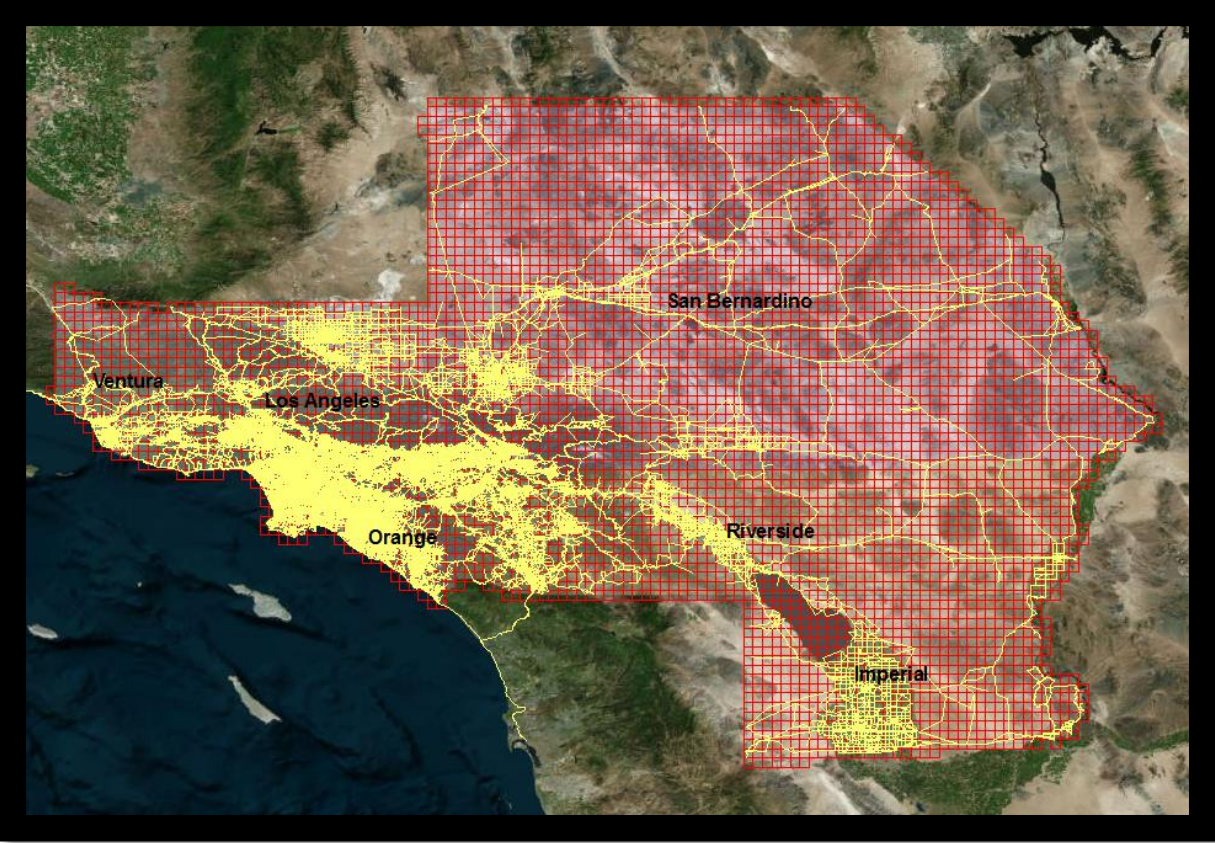 San Bernardino
Ventura
Los Angeles
Riverside
Orange
Imperial